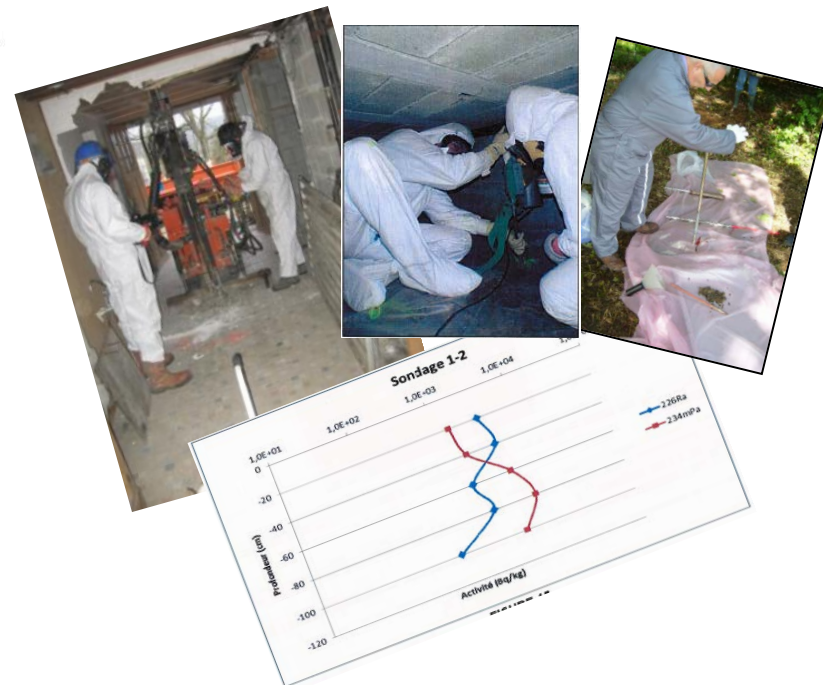 Sondage 1-2
1,0E+01
1,0E+02
1,0E+03
1,0E+04
0
-20
-40
-60
-80
-100
-120
Profondeur (cm)
Activité (Bq/kg)
226Ra
234mPa